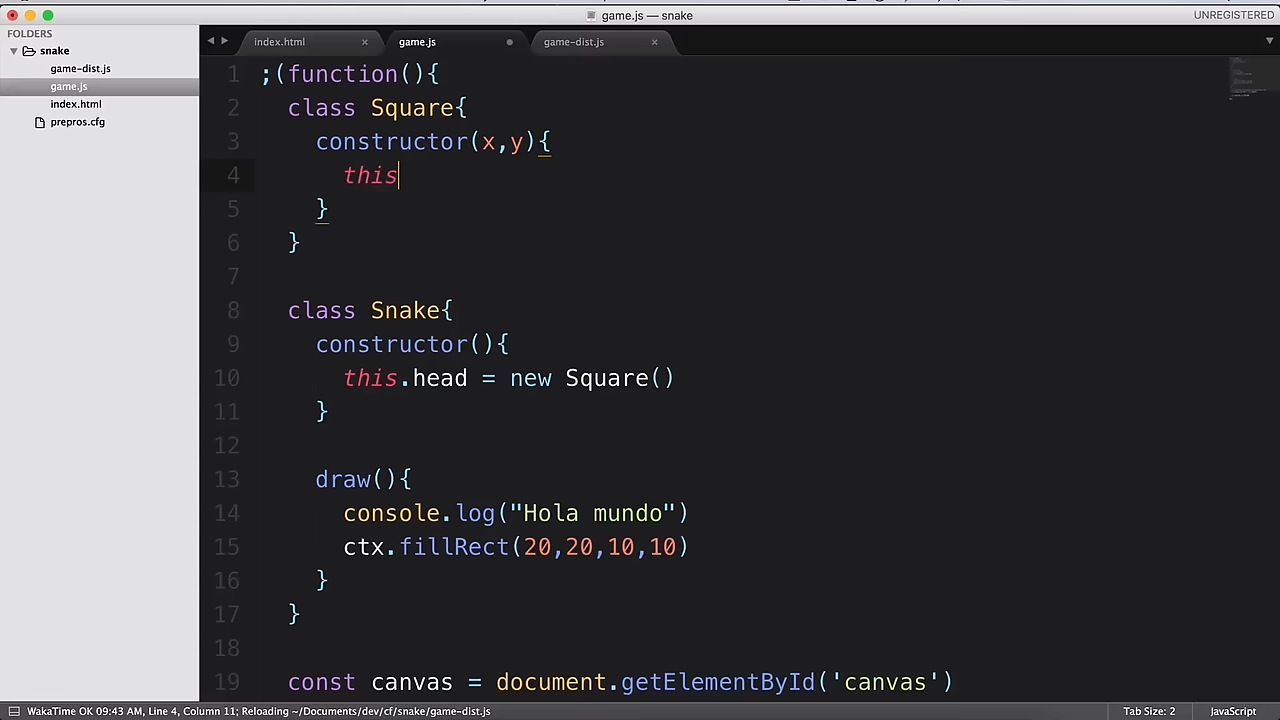 game.js — snake
UNREGISTERED
FOLDERS
snake
game-dist.js
game.js
index.html
prepros.cfg
index.html
game.js
game-dist.js
1 ;(function(){
2 class Square{
3 constructor(x,y){
4 this
5 }
6 }
7
8 class Snake{
9 constructor(){
10 this.head = new Square()
11 }
12
13 draw(){
14 console.log("Hola mundo")
15 ctx.fillRect(20,20,10,10)
16 }
17 }
18
19 const canvas = document.getElementById('canvas')
WakaTime OK 09:43 AM, Line 4, Column 11; Reloading ~/Documents/dev/cf/snake/game-dist.js
Tab Size: 2
JavaScript